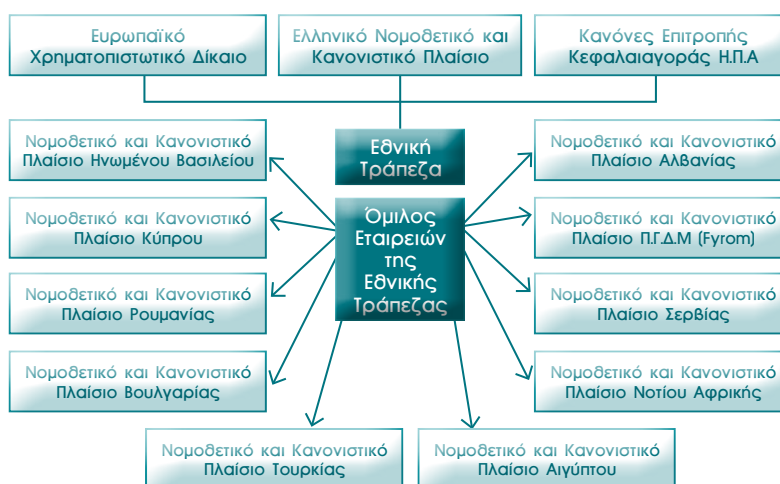 Ευρωπαϊκό
Χρηματοπιστωτικό Δίκαιο
Ελληνικό Νομοθετικό και
Κανονιστικό Πλαίσιο
Κανόνες Επιτροπής
Κεφαλαιαγοράς Η.Π.Α
Εθνική
Τράπεζα
Όμιλος
Εταιρειών
της
Εθνικής
Τράπεζας
Νομοθετικό και Κανονιστικό
Πλαίσιο Ηνωμένου Βασιλείου
Νομοθετικό και Κανονιστικό
Πλαίσιο Αλβανίας
Νομοθετικό και Κανονιστικό
Πλαίσιο Κύπρου
Νομοθετικό και Κανονιστικό
Πλαίσιο Π.Γ.Δ.Μ (Fyrom)
Νομοθετικό και Κανονιστικό
Πλαίσιο Ρουμανίας
Νομοθετικό και Κανονιστικό
Πλαίσιο Σερβίας
Νομοθετικό και Κανονιστικό
Πλαίσιο Βουλγαρίας
Νομοθετικό και Κανονιστικό
Πλαίσιο Νοτίου Αφρικής
Νομοθετικό και Κανονιστικό
Πλαίσιο Τουρκίας
Νομοθετικό και Κανονιστικό
Πλαίσιο Αιγύπτου